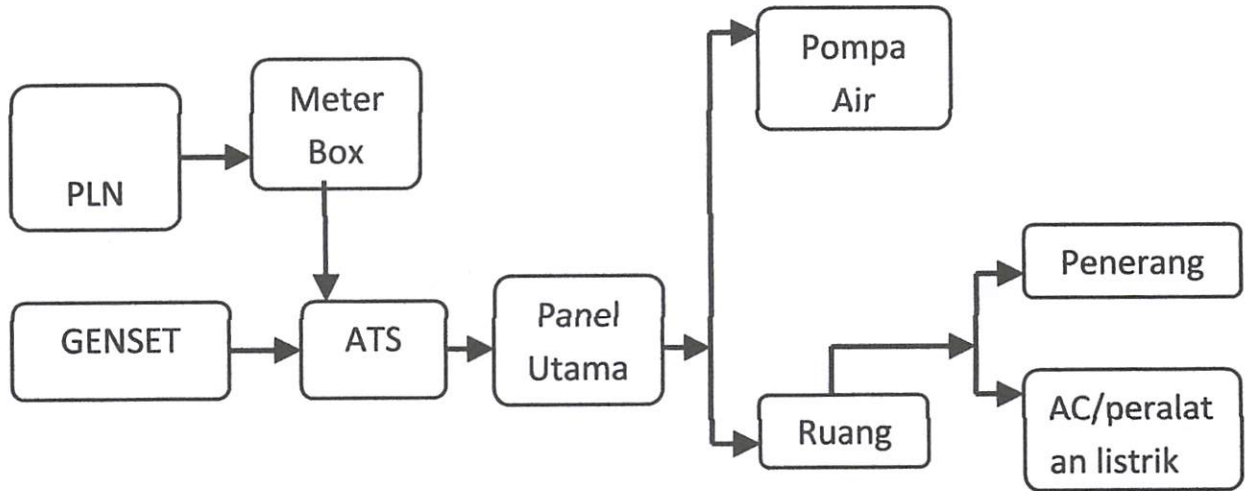 Pompa
Air
Meter
Box
PLN
GENSET
ATS
Panel
Utama
Penerang
Ruang
AC/peralat
an listrik